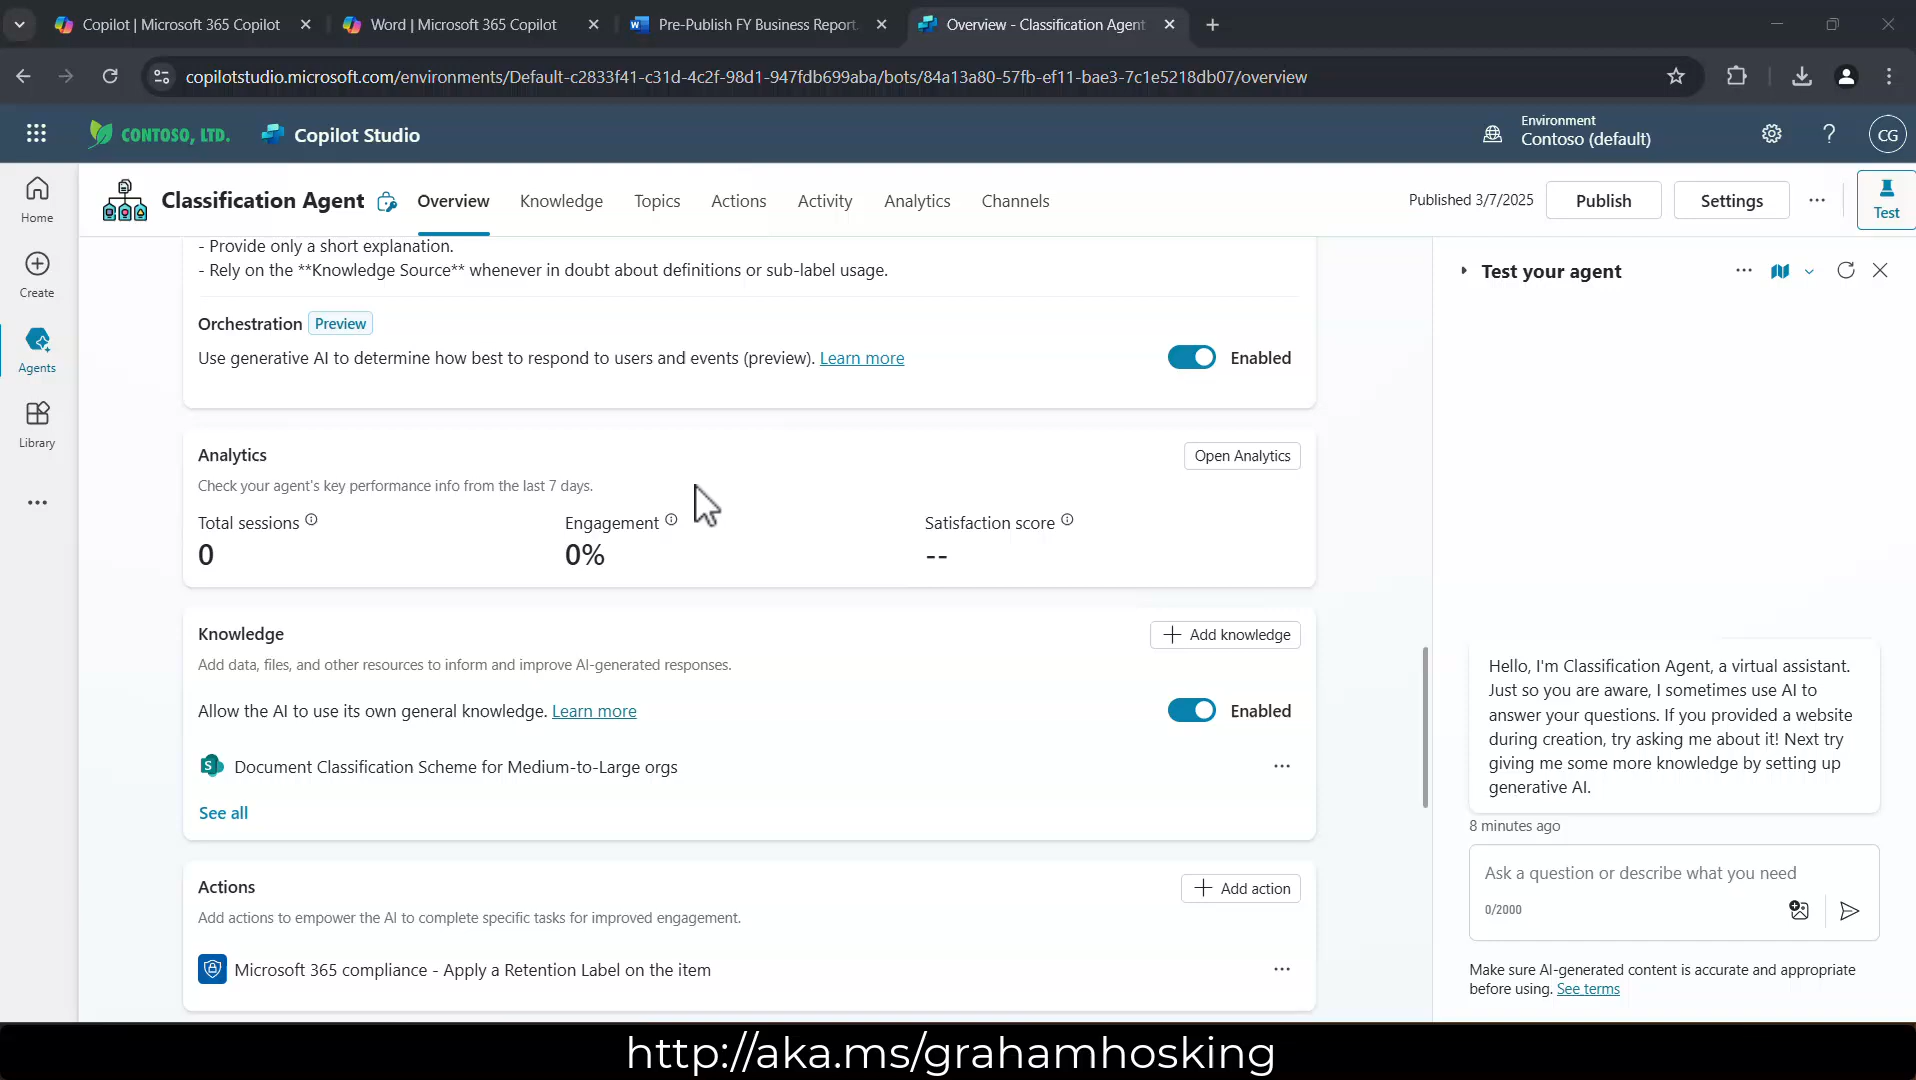 Copilot | Microsoft 365 Copilot
Word | Microsoft 365 Copilot
Pre-Publish FY Business Report.
Overview - Classification Agent
copilotstudio.microsoft.com/environments/Default-c2833f41-c31d-4c2f-98d1-947fdb699aba/bots/84a13a80-57fb-ef11-bae3-7c1e5218db07/overview
CONTOSO, LTD.
Copilot Studio
Environment
Contoso (default)
CG
Home
Create
Agents
Library
Classification Agent
Overview
Knowledge
Topics
Actions
Activity
Analytics
Channels
Published 3/7/2025
Publish
Settings
Test
- Provide only a short explanation.
- Rely on the **Knowledge Source** whenever in doubt about definitions or sub-label usage.
Orchestration Preview
Use generative AI to determine how best to respond to users and events (preview). Learn more
Enabled
Analytics
Open Analytics
Check your agent's key performance info from the last 7 days.
Total sessions
0
Engagement
0%
Satisfaction score
--
Knowledge
Add knowledge
Add data, files, and other resources to inform and improve AI-generated responses.
Allow the AI to use its own general knowledge. Learn more
Enabled
Document Classification Scheme for Medium-to-Large orgs
See all
Actions
Add action
Add actions to empower the AI to complete specific tasks for improved engagement.
Microsoft 365 compliance - Apply a Retention Label on the item
Test your agent
Hello, I'm Classification Agent, a virtual assistant.
Just so you are aware, I sometimes use AI to
answer your questions. If you provided a website
during creation, try asking me about it! Next try
giving me some more knowledge by setting up
generative AI.
8 minutes ago
Ask a question or describe what you need
0/2000
Make sure AI-generated content is accurate and appropriate
before using. See terms
http://aka.ms/grahamhosking